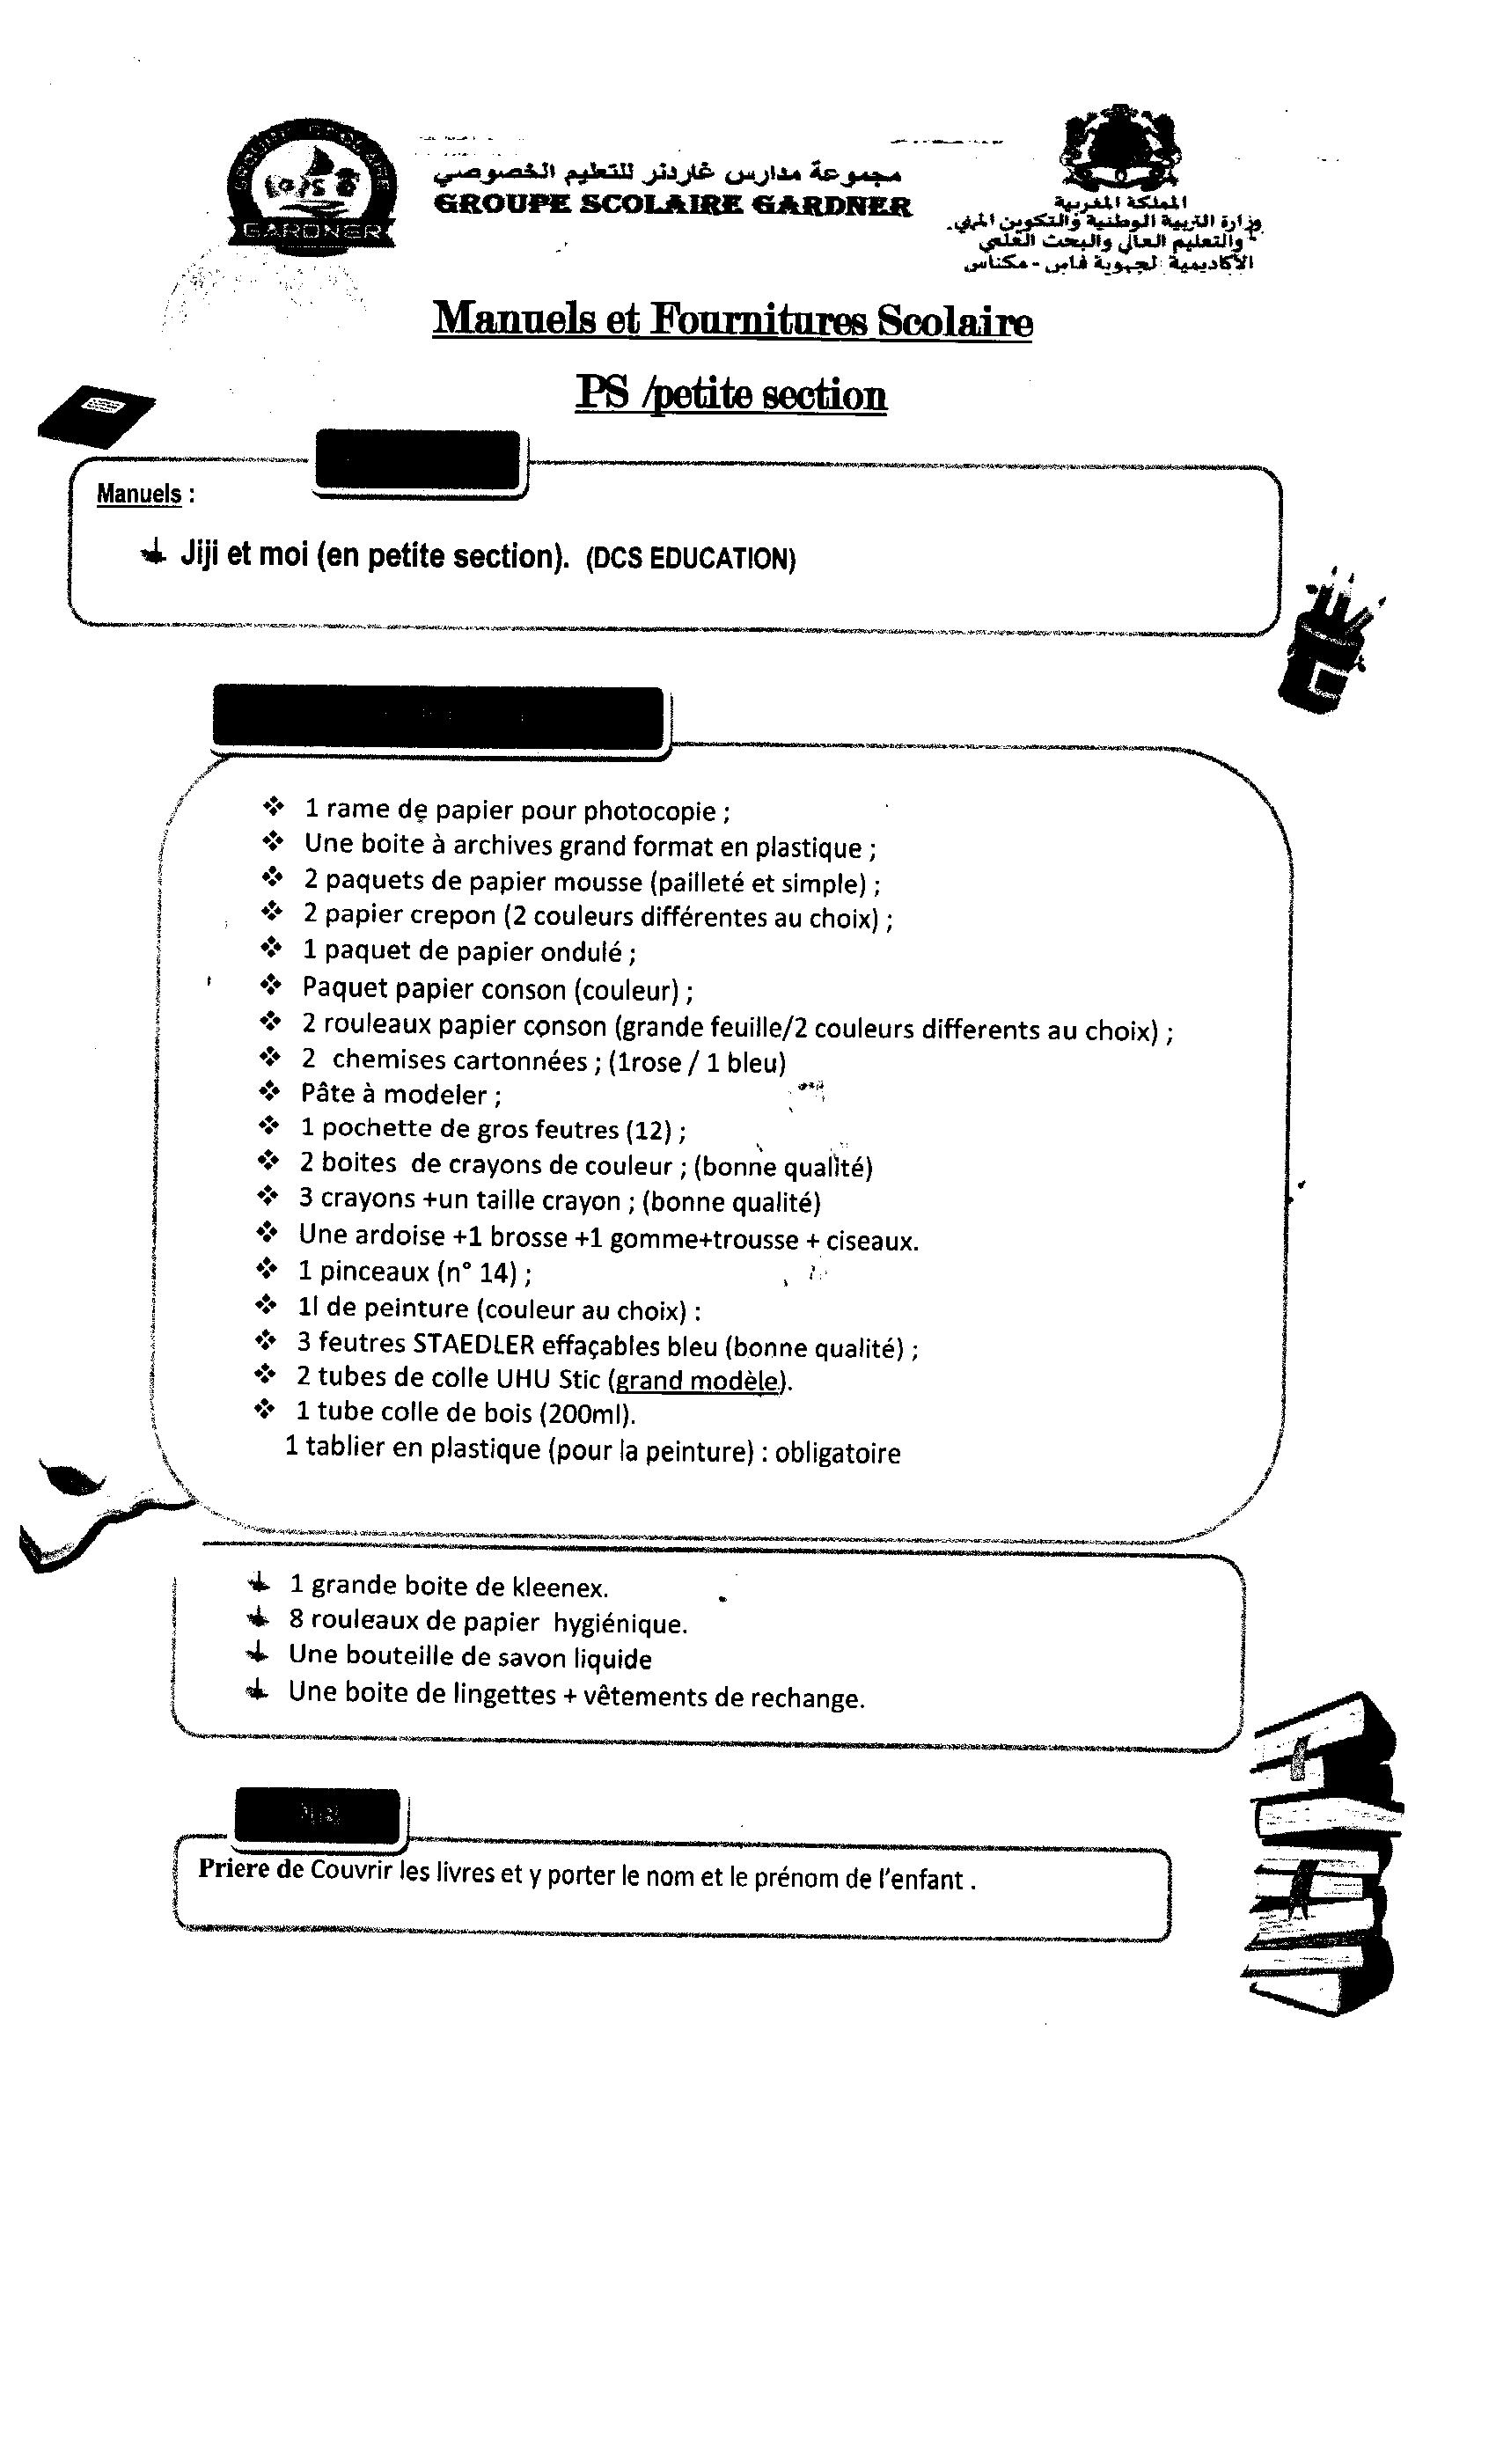 مجموعة مدارس غاردنر للتعليم الخصوصي
GROUPE SCOLAIRE GARDNER
GARDNER
المملكة المغربية
وزارة التربية الوطنية والتكوين المهني
والتعليم العالي والبحث العلمي
الأكاديمية الجهوية فاس - مكناس
Manuels et Fournitures Scolaire
PS /petite section
Manuels :
Jiji et moi (en petite section). (DCS EDUCATION)
❖ 1 rame de papier pour photocopie ;
❖ Une boite à archives grand format en plastique ;
❖ 2 paquets de papier mousse (pailleté et simple) ;
❖ 2 papier crepon (2 couleurs différentes au choix) ;
❖ 1 paquet de papier ondulé ;
❖ Paquet papier conson (couleur) ;
❖ 2 rouleaux papier conson (grande feuille/2 couleurs differents au choix) ;
❖ 2 chemises cartonnées ; (1rose / 1 bleu)
❖ Pâte à modeler ;
❖ 1 pochette de gros feutres (12) ;
❖ 2 boites de crayons de couleur ; (bonne qualité)
❖ 3 crayons +un taille crayon ; (bonne qualité)
❖ Une ardoise +1 brosse +1 gomme+trousse + ciseaux.
❖ 1 pinceaux (n° 14) ;
❖ 1l de peinture (couleur au choix) :
❖ 3 feutres STAEDLER effaçables bleu (bonne qualité) ;
❖ 2 tubes de colle UHU Stic (grand modèle).
❖ 1 tube colle de bois (200ml).
1 tablier en plastique (pour la peinture) : obligatoire
1 grande boite de kleenex.
8 rouleaux de papier hygiénique.
Une bouteille de savon liquide
Une boite de lingettes + vêtements de rechange.
Priere de Couvrir les livres et y porter le nom et le prénom de l'enfant .